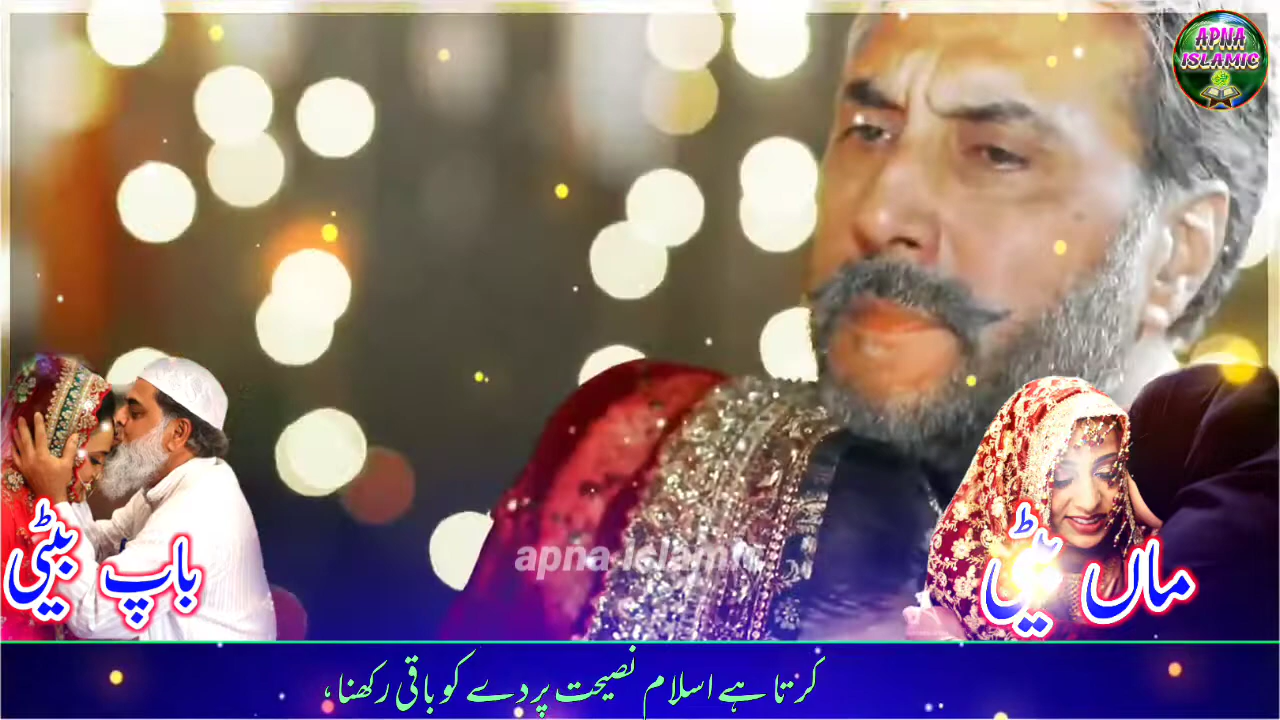 APNA
ISLAMIC
باپ بیٹی
ماں بیٹی
apna islamic
کرتا ہے اسلام نصیحت پردے کو باقی رکھنا،